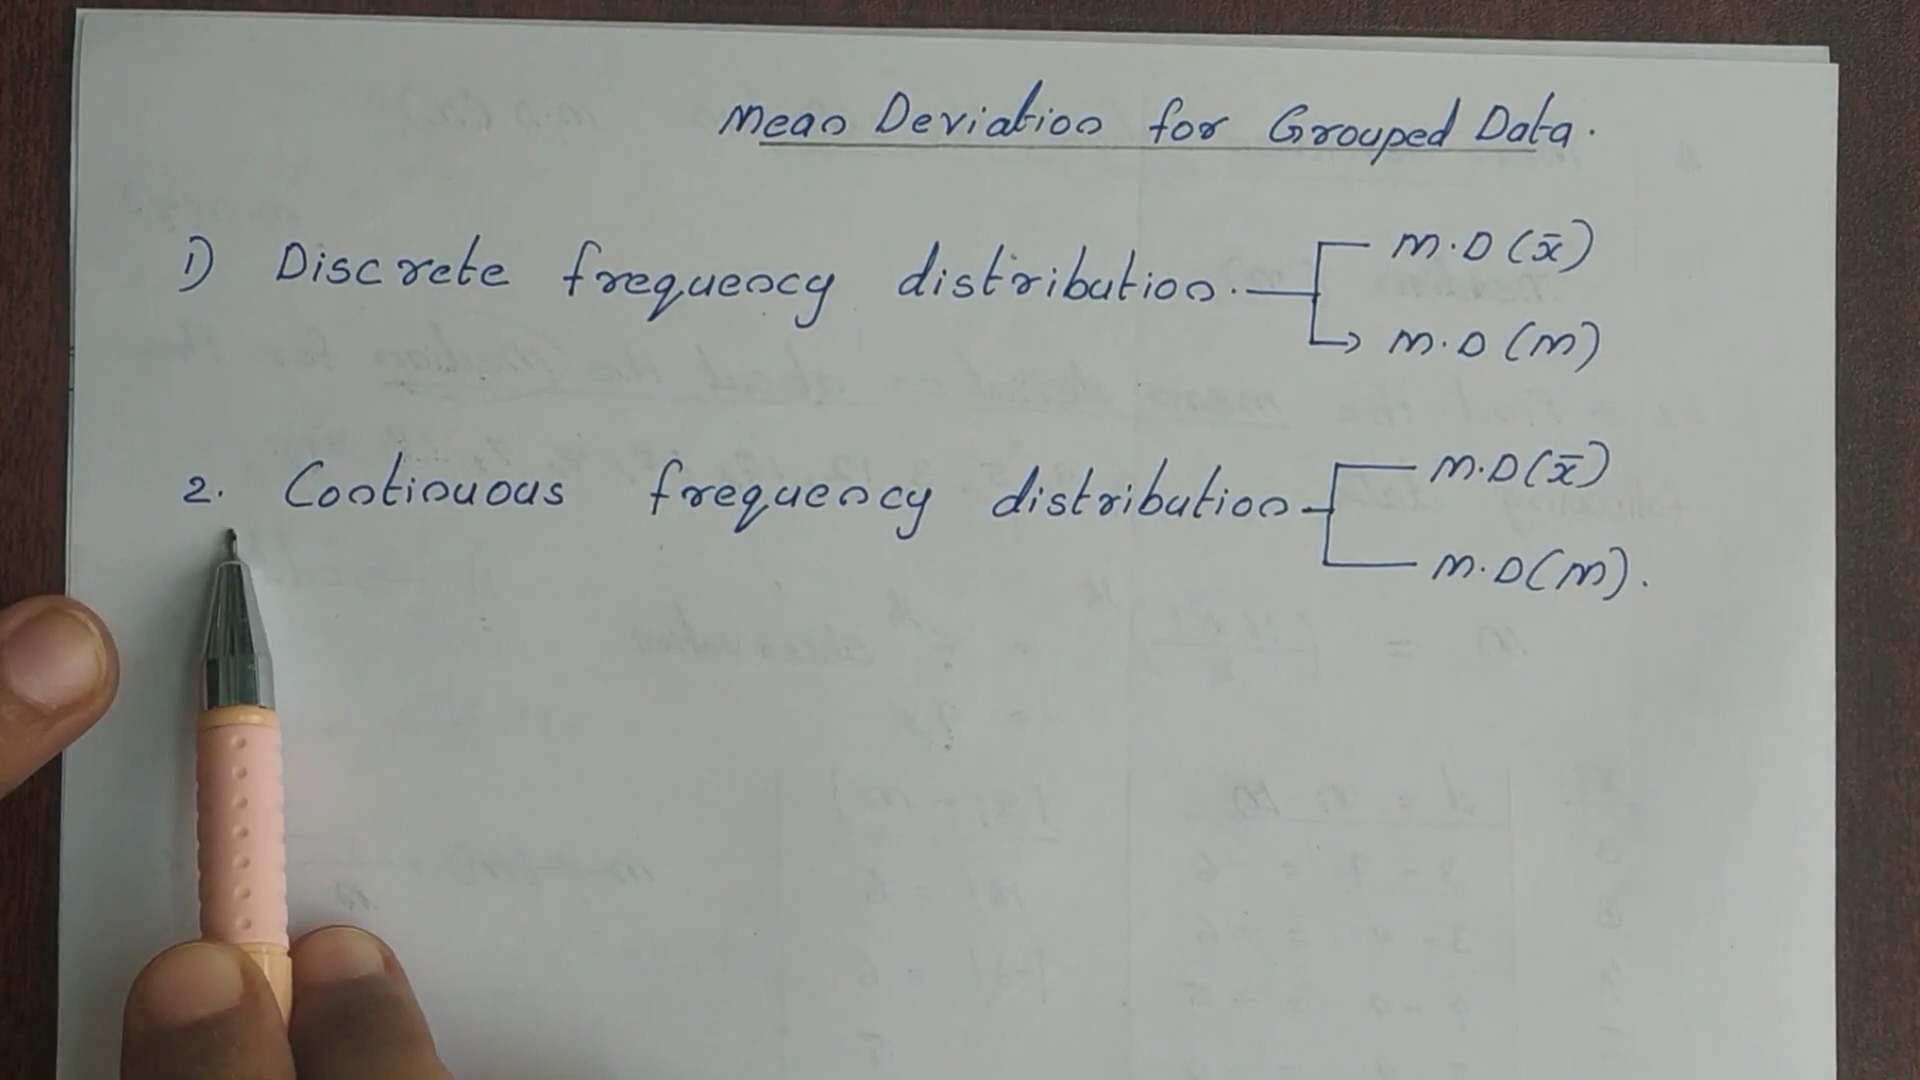 Mean Deviation for Grouped Data.
1) Discrete frequency distribution. M.D(x̄)
M.D(M)
2. Continuous frequency distribution M.D(x̄)
M.D(M).